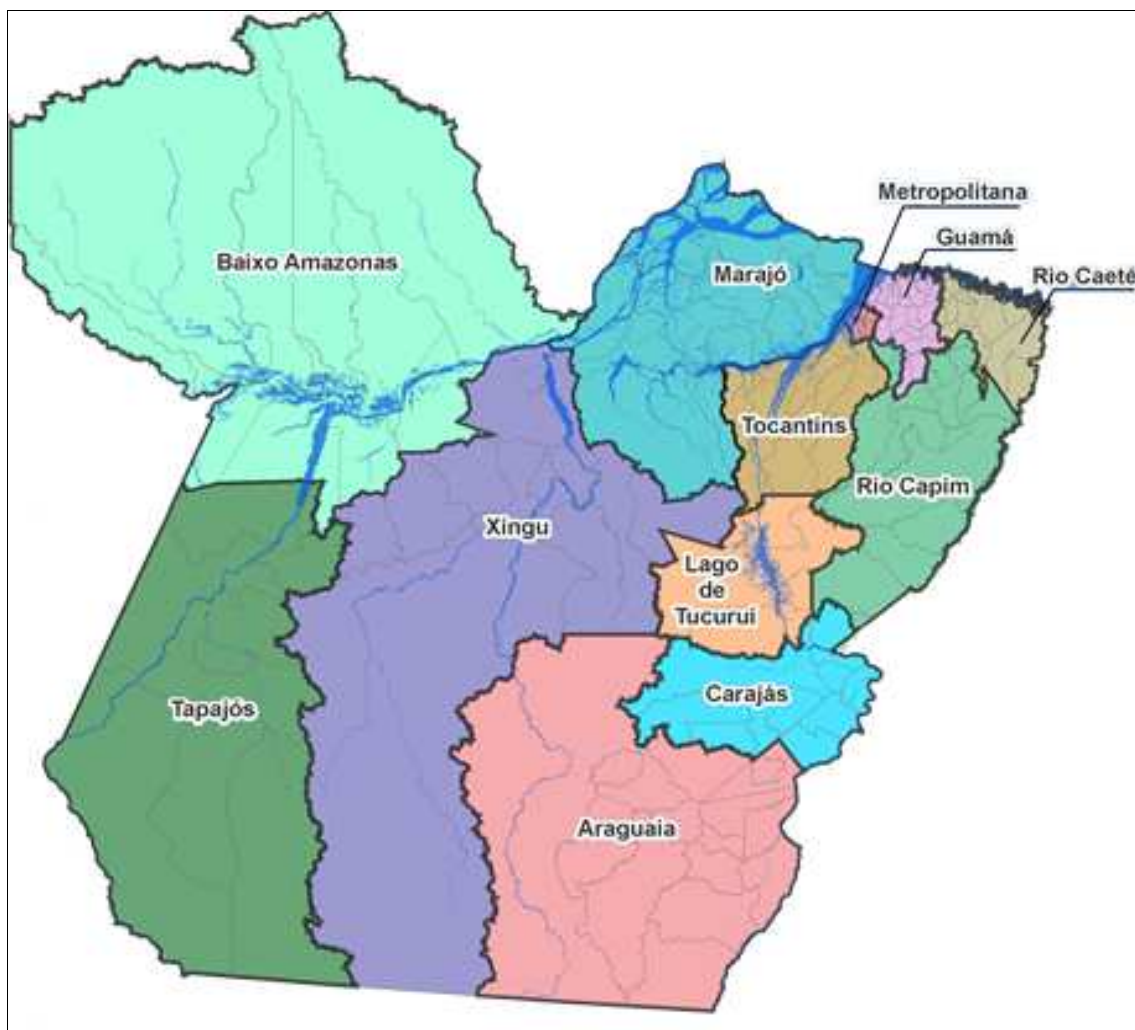 Metropolitana
Guamá
Rio Caeté
Baixo Amazonas
Marajó
Tocantins
Rio Capim
Xingu
Lago
de
Tucuruí
Carajás
Tapajós
Araguaia